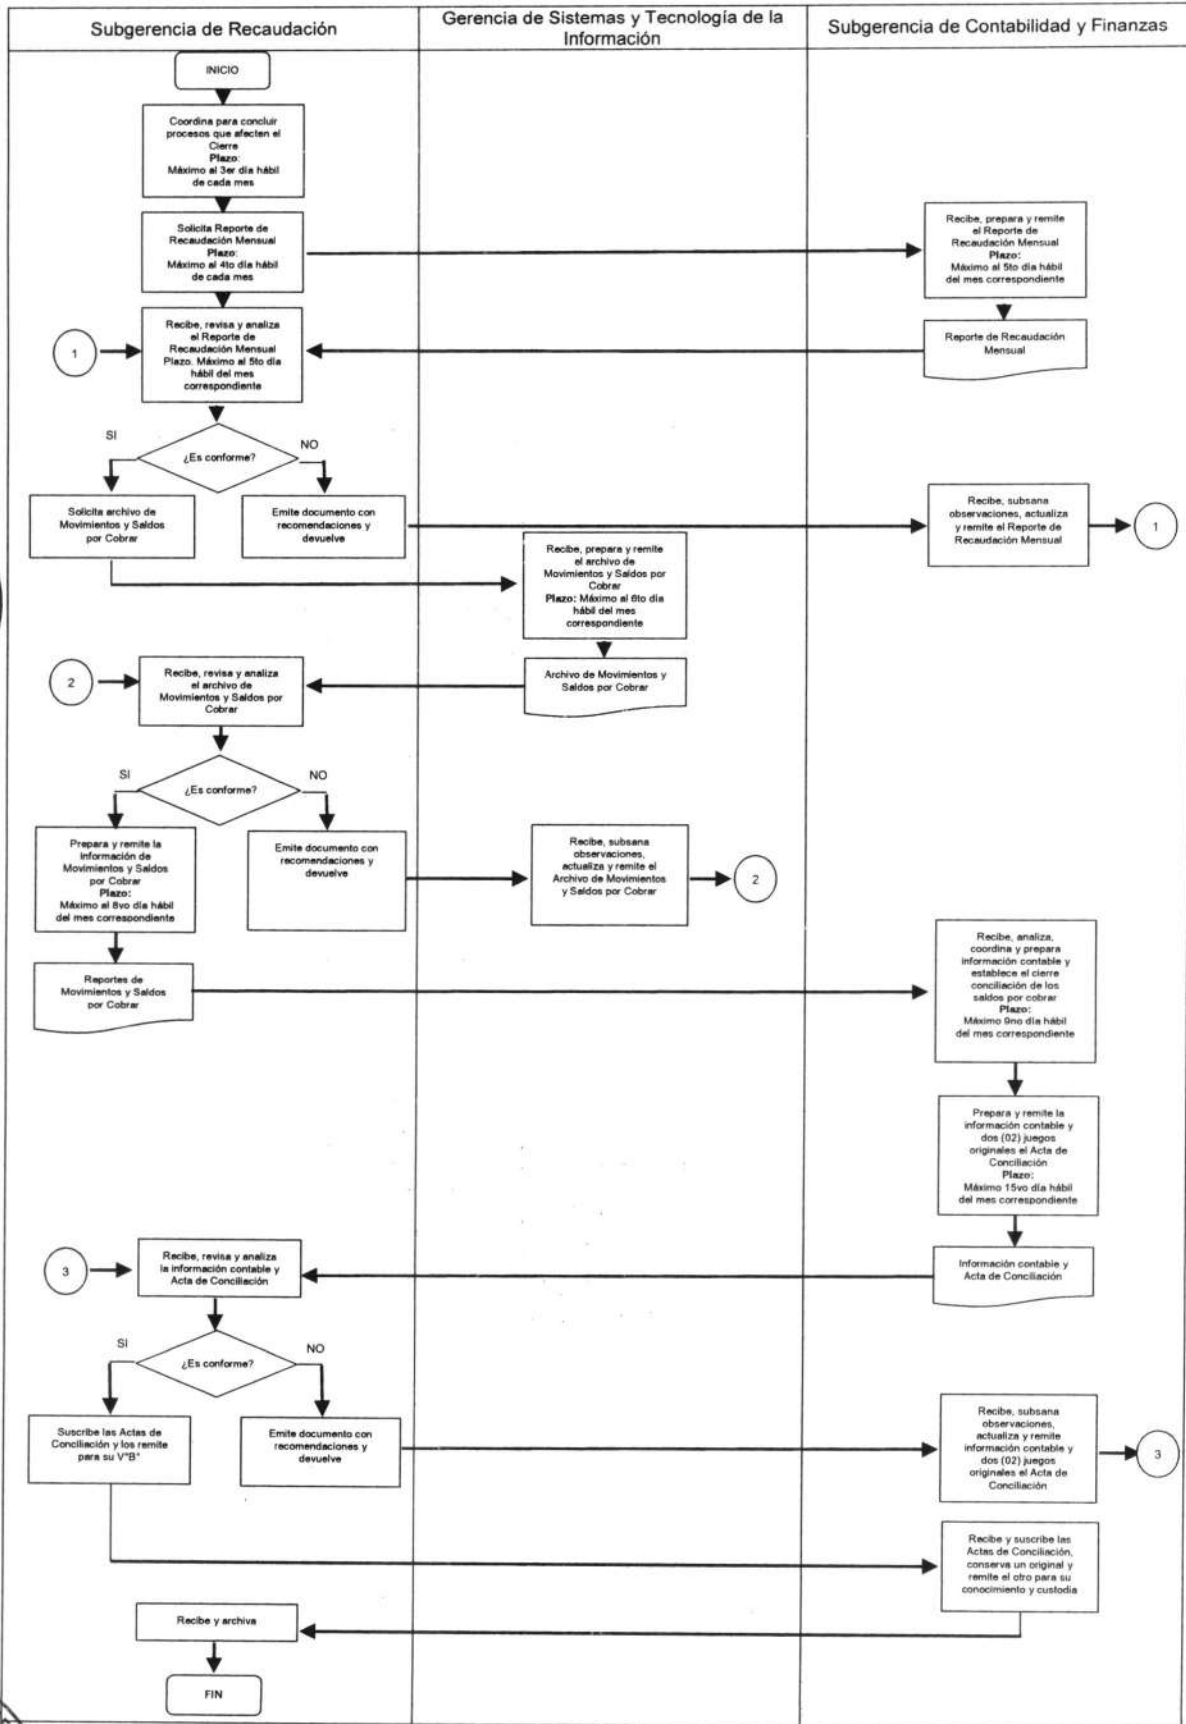 Subgerencia de Recaudación
Gerencia de Sistemas y Tecnología de la
Información
Subgerencia de Contabilidad y Finanzas
INICIO
Coordina para concluir
procesos que afecten el
Cierre
Plazo:
Máximo al 3er día hábil
de cada mes
Solicita Reporte de
Recaudación Mensual
Plazo:
Máximo al 4to día hábil
de cada mes
Recibe, prepara y remite
el Reporte de
Recaudación Mensual
Plazo:
Máximo al 5to día hábil
del mes correspondiente
1
Recibe, revisa y analiza
el Reporte de
Recaudación Mensual
Plazo. Máximo al 5to día
hábil del mes
correspondiente
Reporte de Recaudación
Mensual
SI
¿Es conforme?
NO
Solicita archivo de
Movimientos y Saldos
por Cobrar
Emite documento con
recomendaciones y
devuelve
Recibe, subsana
observaciones, actualiza
y remite el Reporte de
Recaudación Mensual
1
Recibe, prepara y remite
el archivo de
Movimientos y Saldos por
Cobrar
Plazo: Máximo al 6to día
hábil del mes
correspondiente
2
Recibe, revisa y analiza
el archivo de
Movimientos y Saldos por
Cobrar
Archivo de Movimientos y
Saldos por Cobrar
SI
¿Es conforme?
NO
Prepara y remite la
Información de
Movimientos y Saldos
por Cobrar
Plazo:
Máximo al 8vo día hábil
del mes correspondiente
Emite documento con
recomendaciones y
devuelve
Recibe, subsana
observaciones,
actualiza y remite el
Archivo de Movimientos
y Saldos por Cobrar
2
Reportes de
Movimientos y Saldos
por Cobrar
Recibe, analiza,
coordina y prepara
información contable y
establece el cierre
conciliación de los
saldos por cobrar
Plazo:
Máximo 9no día hábil
del mes correspondiente
Prepara y remite la
información contable y
dos (02) juegos
originales el Acta de
Conciliación
Plazo:
Máximo 15vo día hábil
del mes correspondiente
3
Recibe, revisa y analiza
la información contable y
Acta de Conciliación
Información contable y
Acta de Conciliación
SI
¿Es conforme?
NO
Suscribe las Actas de
Conciliación y los remite
para su V°B°
Emite documento con
recomendaciones y
devuelve
Recibe, subsana
observaciones,
actualiza y remite
información contable y
dos (02) juegos
originales el Acta de
Conciliación
3
Recibe y suscribe las
Actas de Conciliación,
conserva un original y
remite el otro para su
conocimiento y custodia
Recibe y archiva
FIN